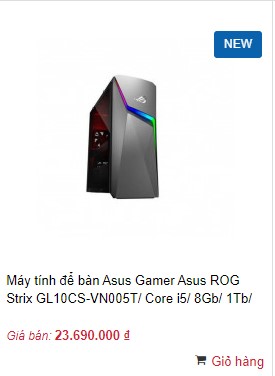 NEW
Máy tính để bàn Asus Gamer Asus ROG
Strix GL10CS-VN005T/ Core i5/ 8Gb/ 1Tb/
Giá bán: 23.690.000 ₫
Giỏ hàng